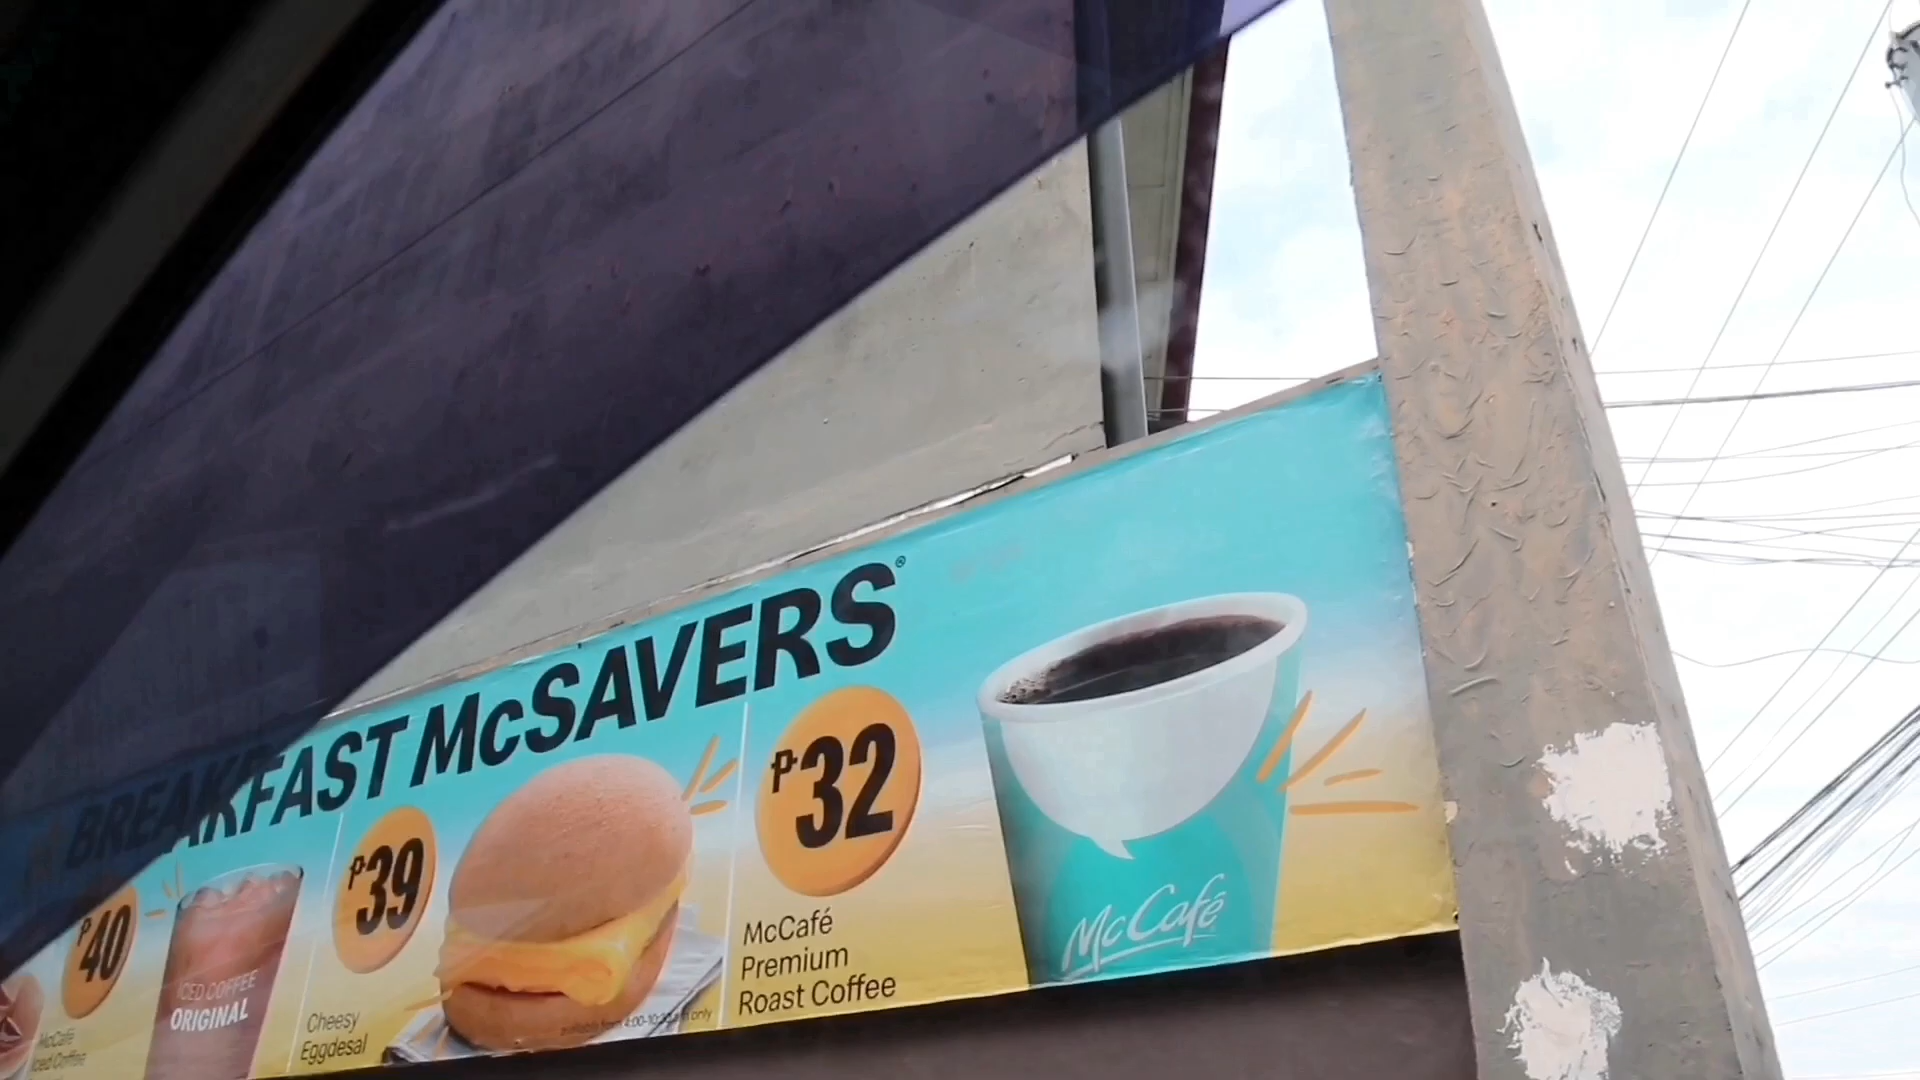 BREAKFAST McSAVERS®
₱40
McCafé
Iced Coffee
ICED COFFEE
ORIGINAL
₱39
Cheesy
Eggdesal
₱32
McCafé
Premium
Roast Coffee
McCafé